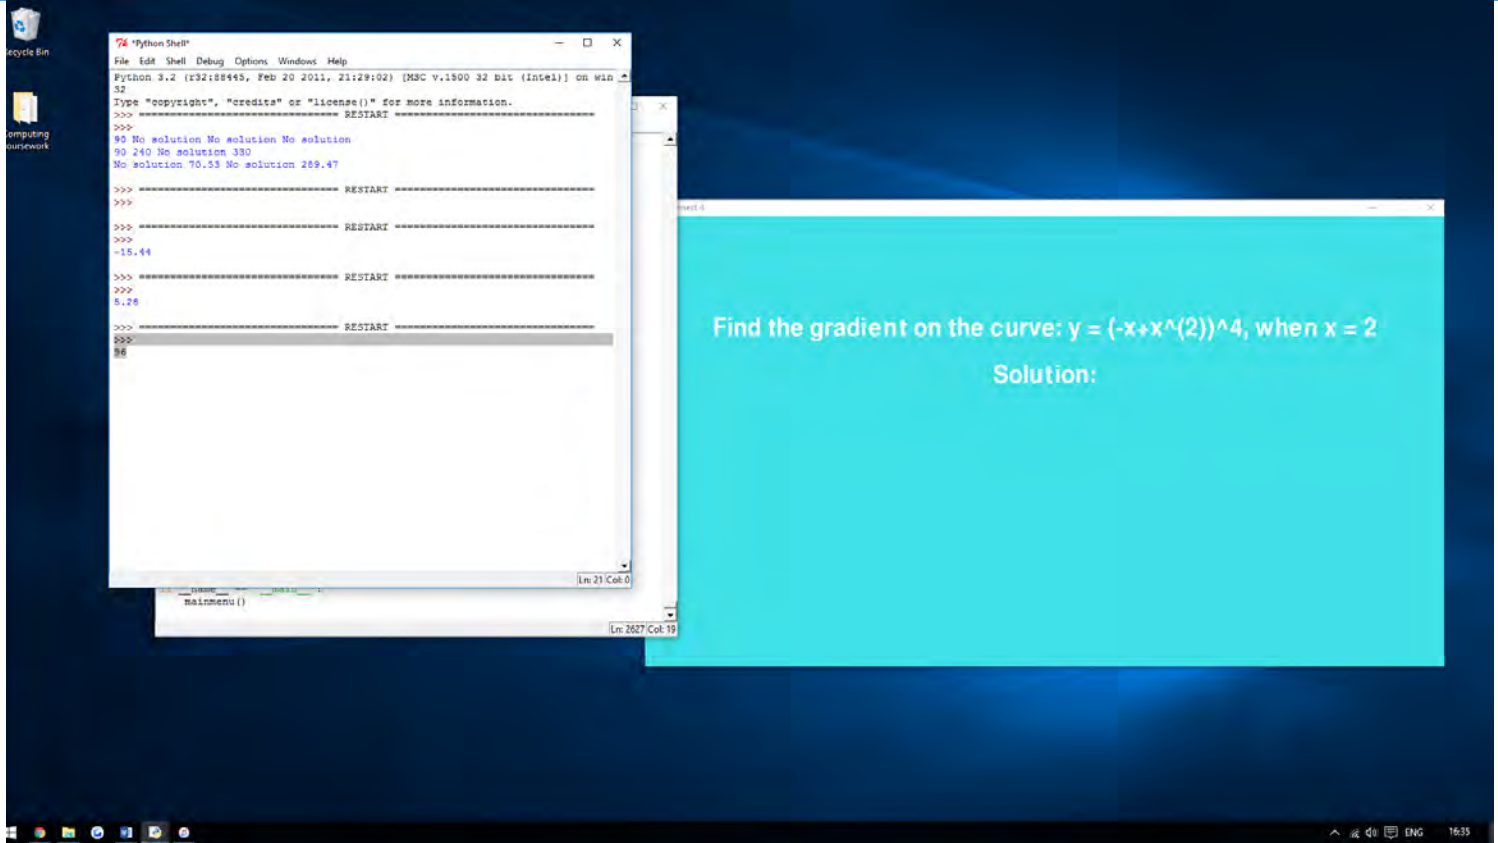 Recycle Bin
Computing
coursework
*Python Shell*
File Edit Shell Debug Options Windows Help
Python 3.2 (r32:88445, Feb 20 2011, 21:29:02) [MSC v.1500 32 bit (Intel)] on win
32
Type "copyright", "credits" or "license()" for more information.
>>> ================================ RESTART ================================
>>>
90 No solution No solution No solution
90 240 No solution 330
No solution 70.53 No solution 289.47
>>> ================================ RESTART ================================
>>>
>>> ================================ RESTART ================================
>>>
-15.44
>>> ================================ RESTART ================================
>>>
5.28
>>> ================================ RESTART ================================
>>>
96
Ln: 21 Col: 0
mainmenu()
Ln: 2627 Col: 19
nnect 4
Find the gradient on the curve: y = (-x+x^(2))^4, when x = 2
Solution:
ENG 16:35